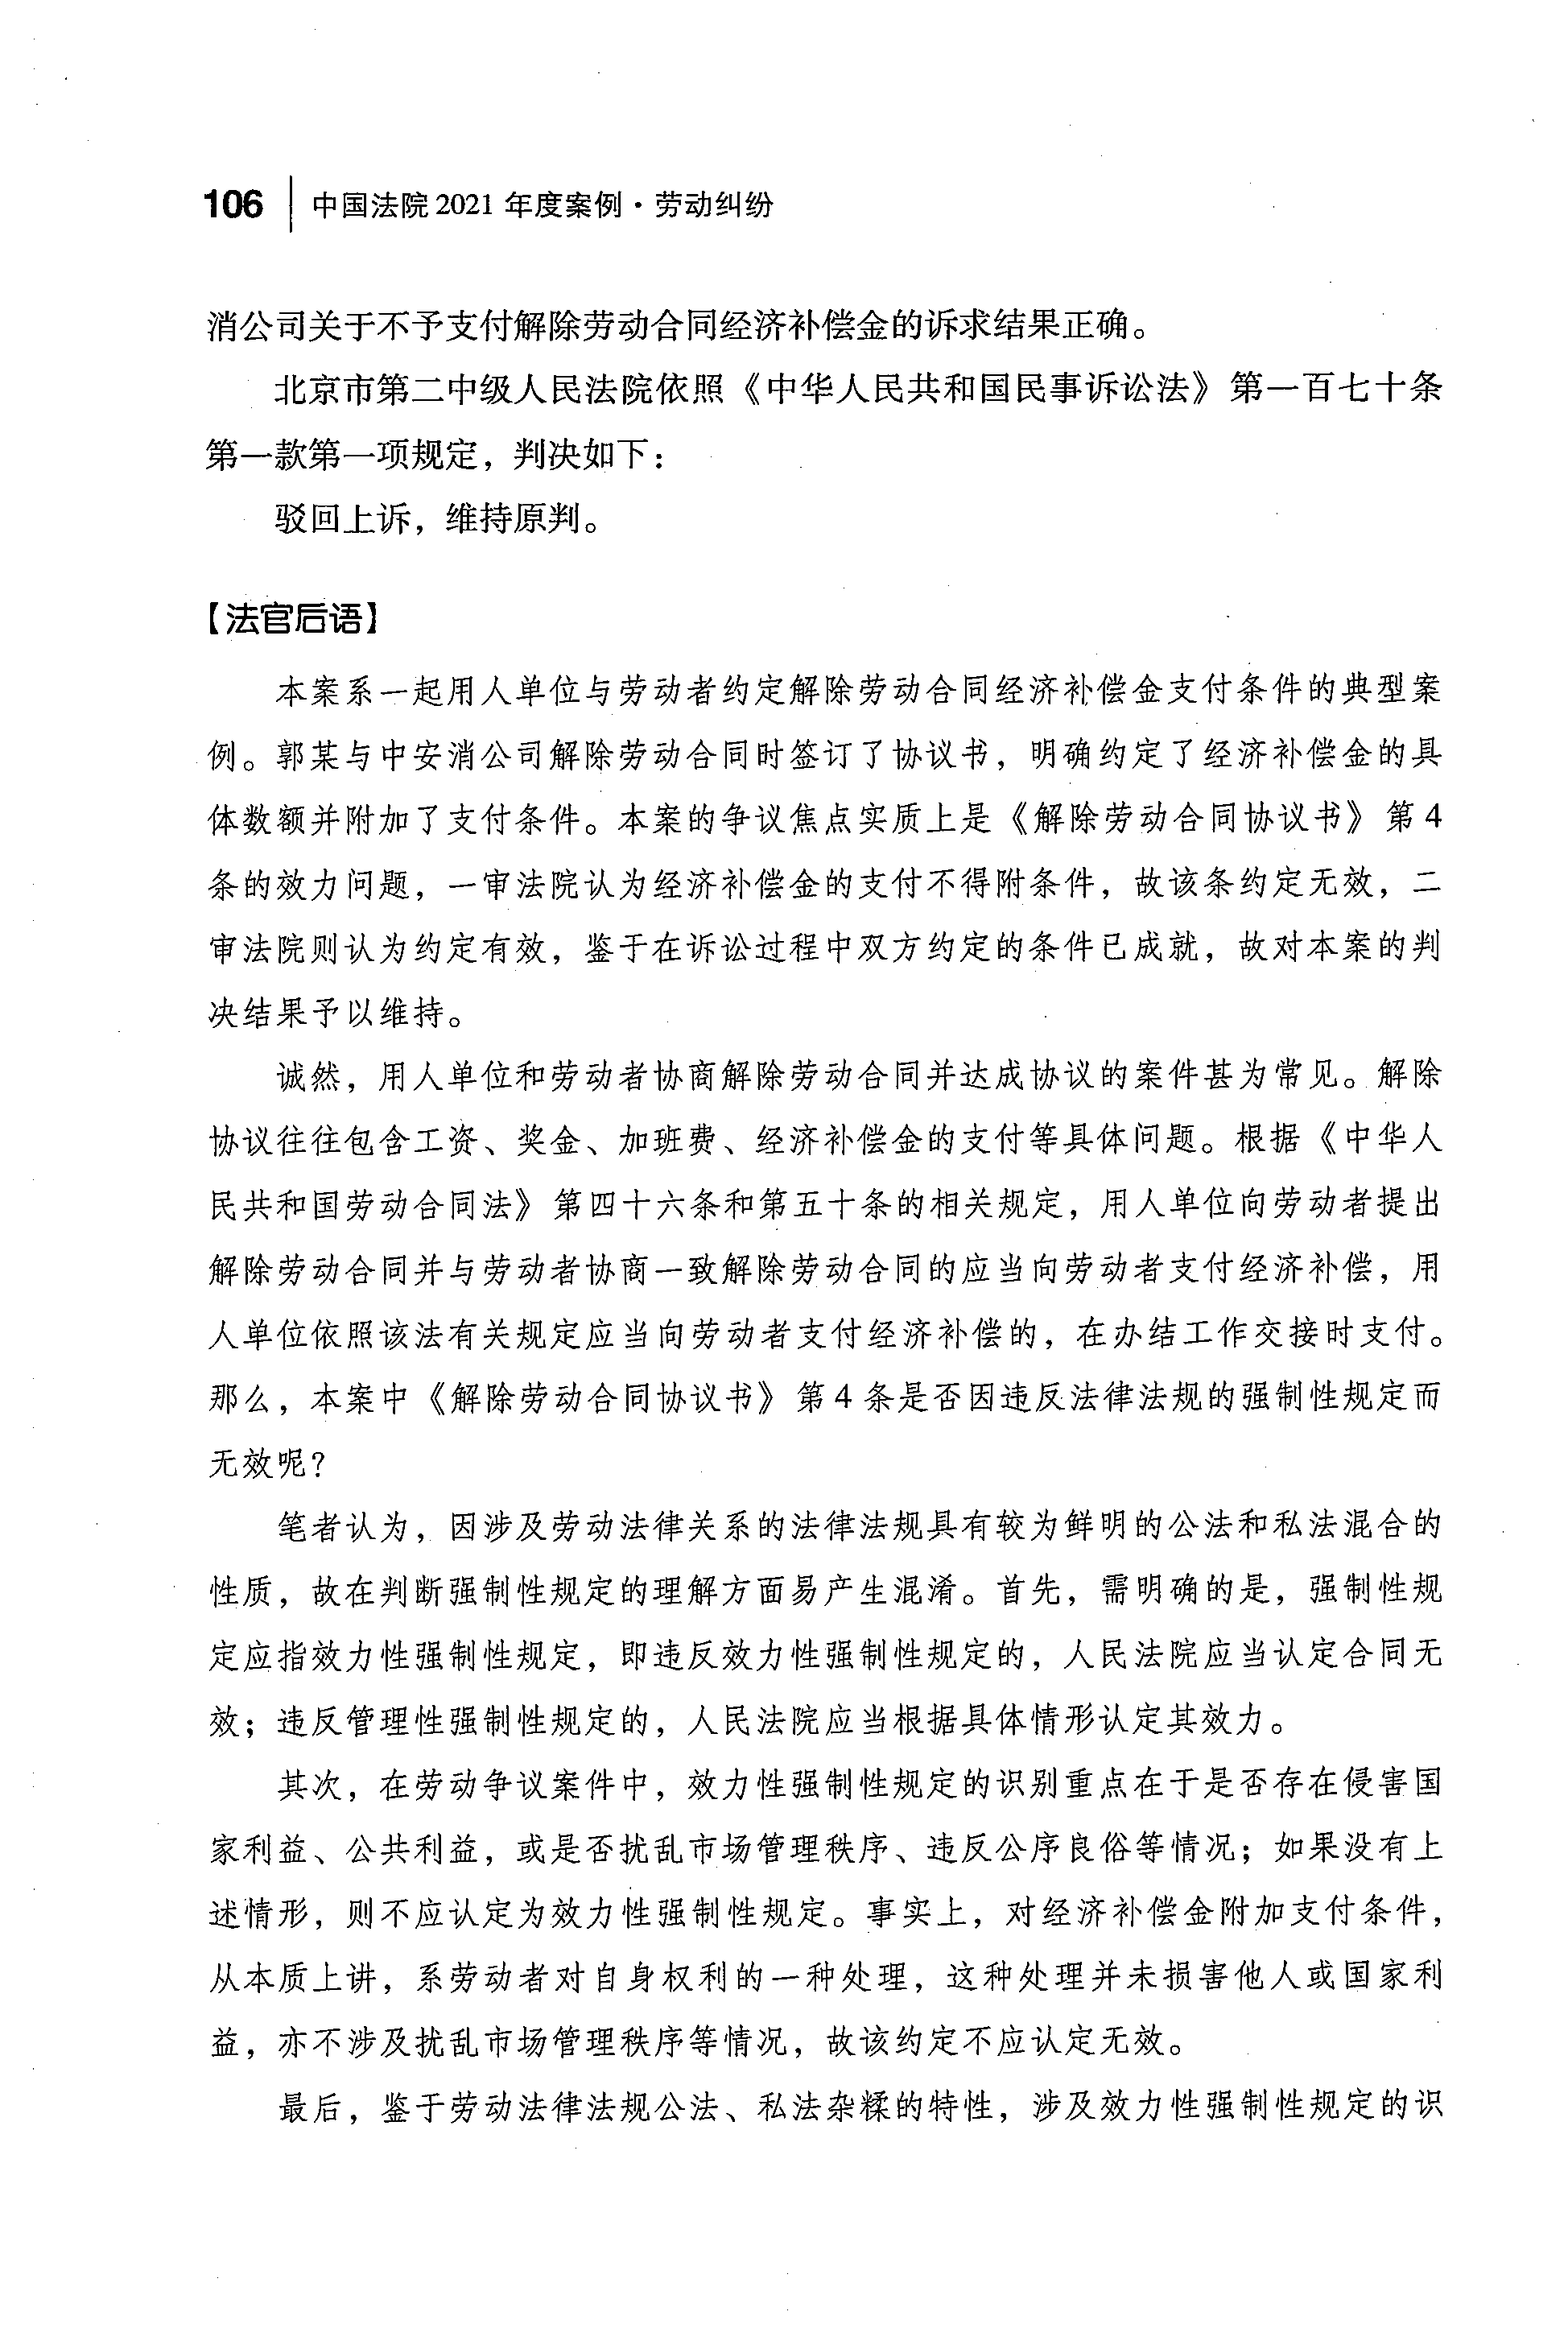 106 中国法院2021年度案例·劳动纠纷
消公司关于不予支付解除劳动合同经济补偿金的诉求结果正确。
北京市第二中级人民法院依照《中华人民共和国民事诉讼法》第一百七十条
第一款第一项规定，判决如下：
驳回上诉，维持原判。
【法官后语】
本案系一起用人单位与劳动者约定解除劳动合同经济补偿金支付条件的典型案
例。郭某与中安消公司解除劳动合同时签订了协议书，明确约定了经济补偿金的具
体数额并附加了支付条件。本案的争议焦点实质上是《解除劳动合同协议书》第4
条的效力问题，一审法院认为经济补偿金的支付不得附条件，故该条约定无效，二
审法院则认为约定有效，鉴于在诉讼过程中双方约定的条件已成就，故对本案的判
决结果予以维持。
诚然，用人单位和劳动者协商解除劳动合同并达成协议的案件甚为常见。解除
协议往往包含工资、奖金、加班费、经济补偿金的支付等具体问题。根据《中华人
民共和国劳动合同法》第四十六条和第五十条的相关规定，用人单位向劳动者提出
解除劳动合同并与劳动者协商一致解除劳动合同的应当向劳动者支付经济补偿，用
人单位依照该法有关规定应当向劳动者支付经济补偿的，在办结工作交接时支付。
那么，本案中《解除劳动合同协议书》第4条是否因违反法律法规的强制性规定而
无效呢？
笔者认为，因涉及劳动法律关系的法律法规具有较为鲜明的公法和私法混合的
性质，故在判断强制性规定的理解方面易产生混淆。首先，需明确的是，强制性规
定应指效力性强制性规定，即违反效力性强制性规定的，人民法院应当认定合同无
效；违反管理性强制性规定的，人民法院应当根据具体情形认定其效力。
其次，在劳动争议案件中，效力性强制性规定的识别重点在于是否存在侵害国
家利益、公共利益，或是否扰乱市场管理秩序、违反公序良俗等情况；如果没有上
述情形，则不应认定为效力性强制性规定。事实上，对经济补偿金附加支付条件，
从本质上讲，系劳动者对自身权利的一种处理，这种处理并未损害他人或国家利
益，亦不涉及扰乱市场管理秩序等情况，故该约定不应认定无效。
最后，鉴于劳动法律法规公法、私法杂糅的特性，涉及效力性强制性规定的识